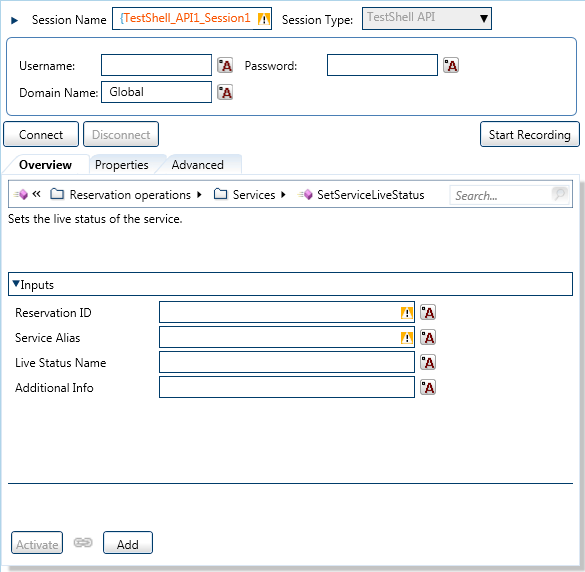 Session Name {TestShell_API1_Session1 Session Type: TestShell API
Username: Password:
Domain Name: Global
Connect Disconnect Start Recording
Overview Properties Advanced
Reservation operations Services SetServiceLiveStatus Search...
Sets the live status of the service.
Inputs
Reservation ID
Service Alias
Live Status Name
Additional Info
Activate Add